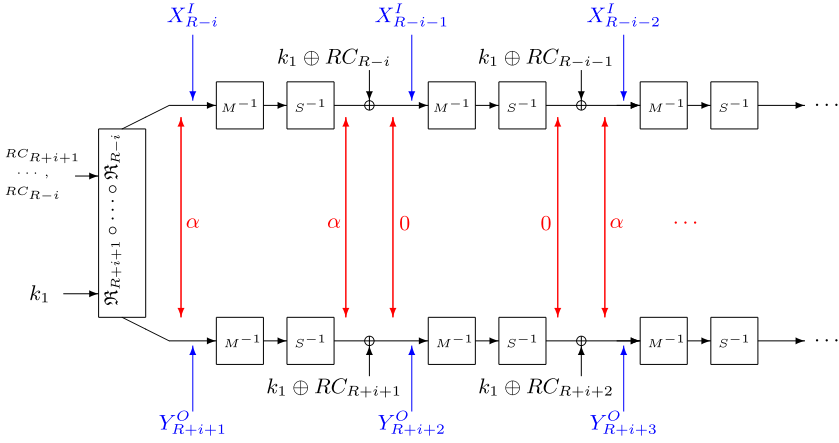 X^I_{R-i} X^I_{R-i-1} X^I_{R-i-2}
k_1 ⊕ RC_{R-i} k_1 ⊕ RC_{R-i-1}
M^{-1} S^{-1} M^{-1} S^{-1} M^{-1} S^{-1} ···
RC_{R+i+1}
··· ,
RC_{R-i}
ℜ_{R+i+1} ∘ ··· ∘ ℜ_{R-i}
α α 0 0 α ···
k_1
M^{-1} S^{-1} M^{-1} S^{-1} M^{-1} S^{-1} ···
k_1 ⊕ RC_{R+i+1} k_1 ⊕ RC_{R+i+2}
Y^O_{R+i+1} Y^O_{R+i+2} Y^O_{R+i+3}